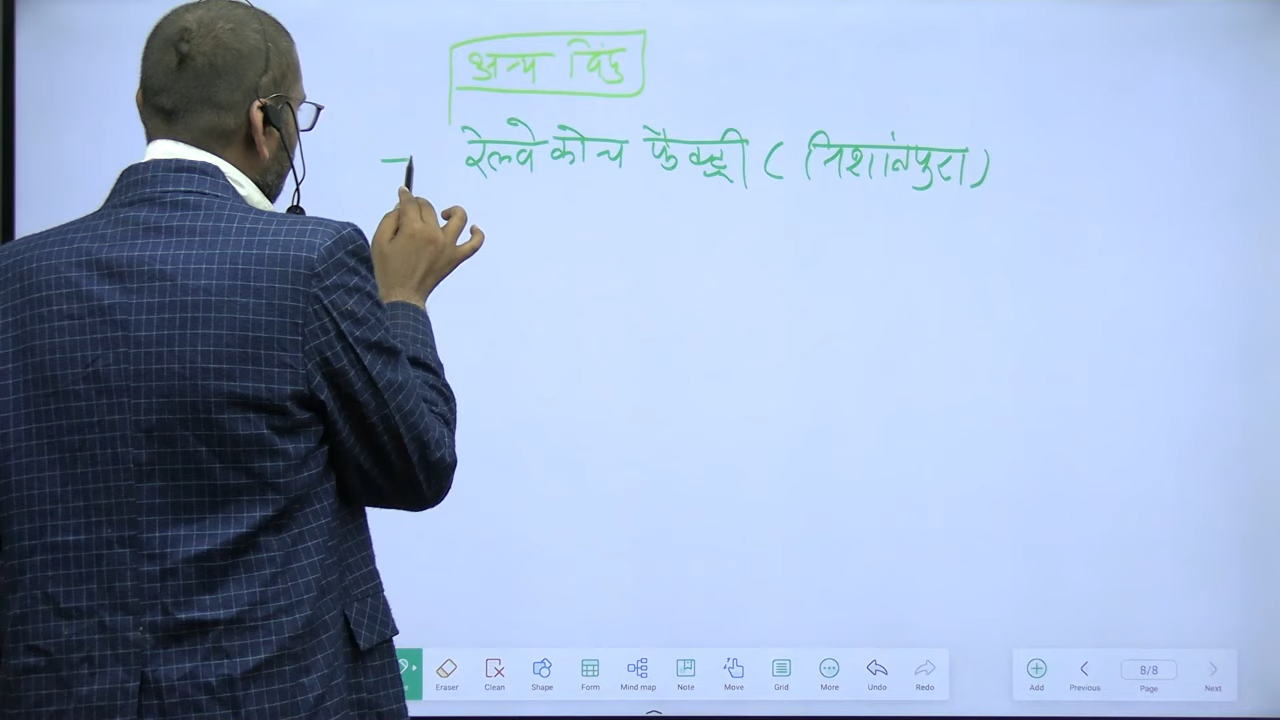 अन्य विंदु
– रेल्वे कोच फैक्ट्री ( निशांतपुरा )
Eraser Clean Shape Form Mind map Note Move Grid More Undo Redo
Add Previous 8/8 Page Next